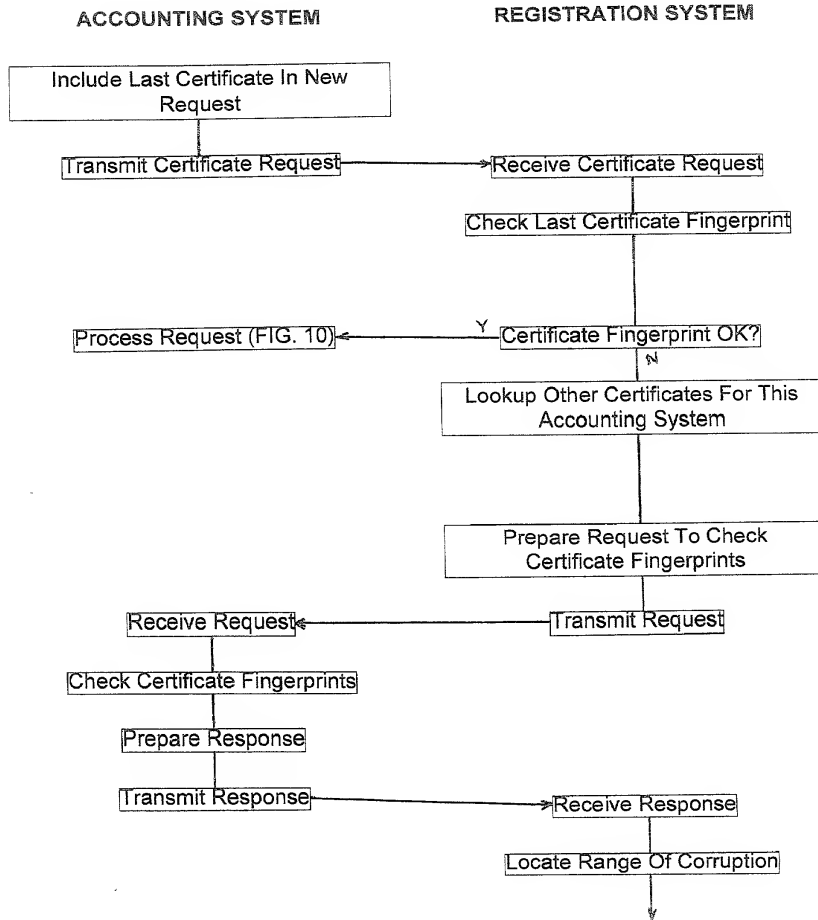 ACCOUNTING SYSTEM
REGISTRATION SYSTEM
Include Last Certificate In New
Request
Transmit Certificate Request
Receive Certificate Request
Check Last Certificate Fingerprint
Process Request (FIG. 10)
Y
Certificate Fingerprint OK?
N
Lookup Other Certificates For This
Accounting System
Prepare Request To Check
Certificate Fingerprints
Receive Request
Transmit Request
Check Certificate Fingerprints
Prepare Response
Transmit Response
Receive Response
Locate Range Of Corruption